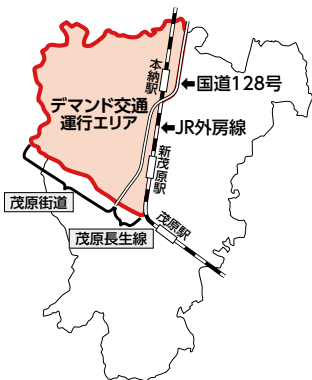 本納駅
←国道128号
デマンド交通
運行エリア
←JR外房線
新茂原駅
茂原街道
茂原長生線
茂原駅